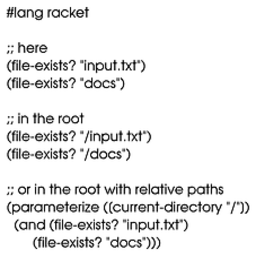 #lang racket
;; here
(file-exists? "input.txt")
(file-exists? "docs")
;; in the root
(file-exists? "/input.txt")
(file-exists? "/docs")
;; or in the root with relative paths
(parameterize ([current-directory "/"])
(and (file-exists? "input.txt")
(file-exists? "docs")))